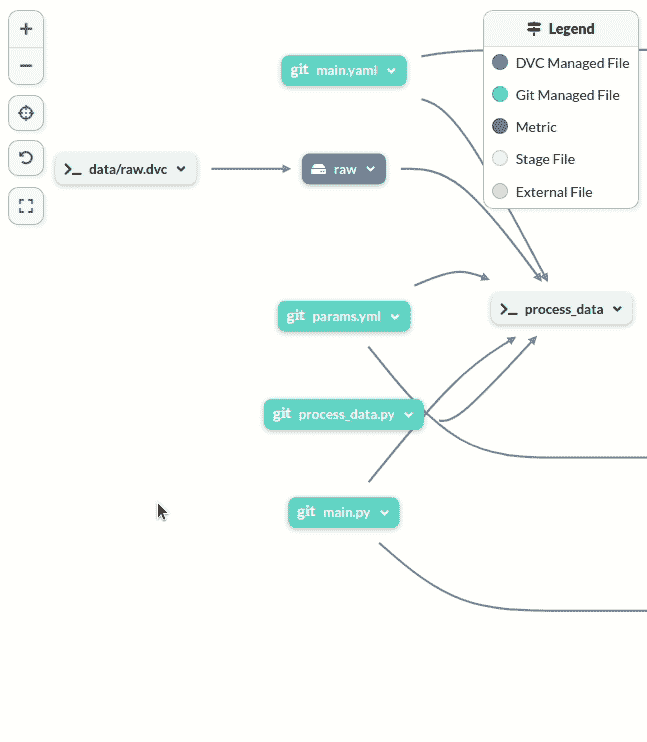 Legend
DVC Managed File
Git Managed File
Metric
Stage File
External File
git main.yaml
>_ data/raw.dvc
raw
git params.yml
>_ process_data
git process_data.py
git main.py